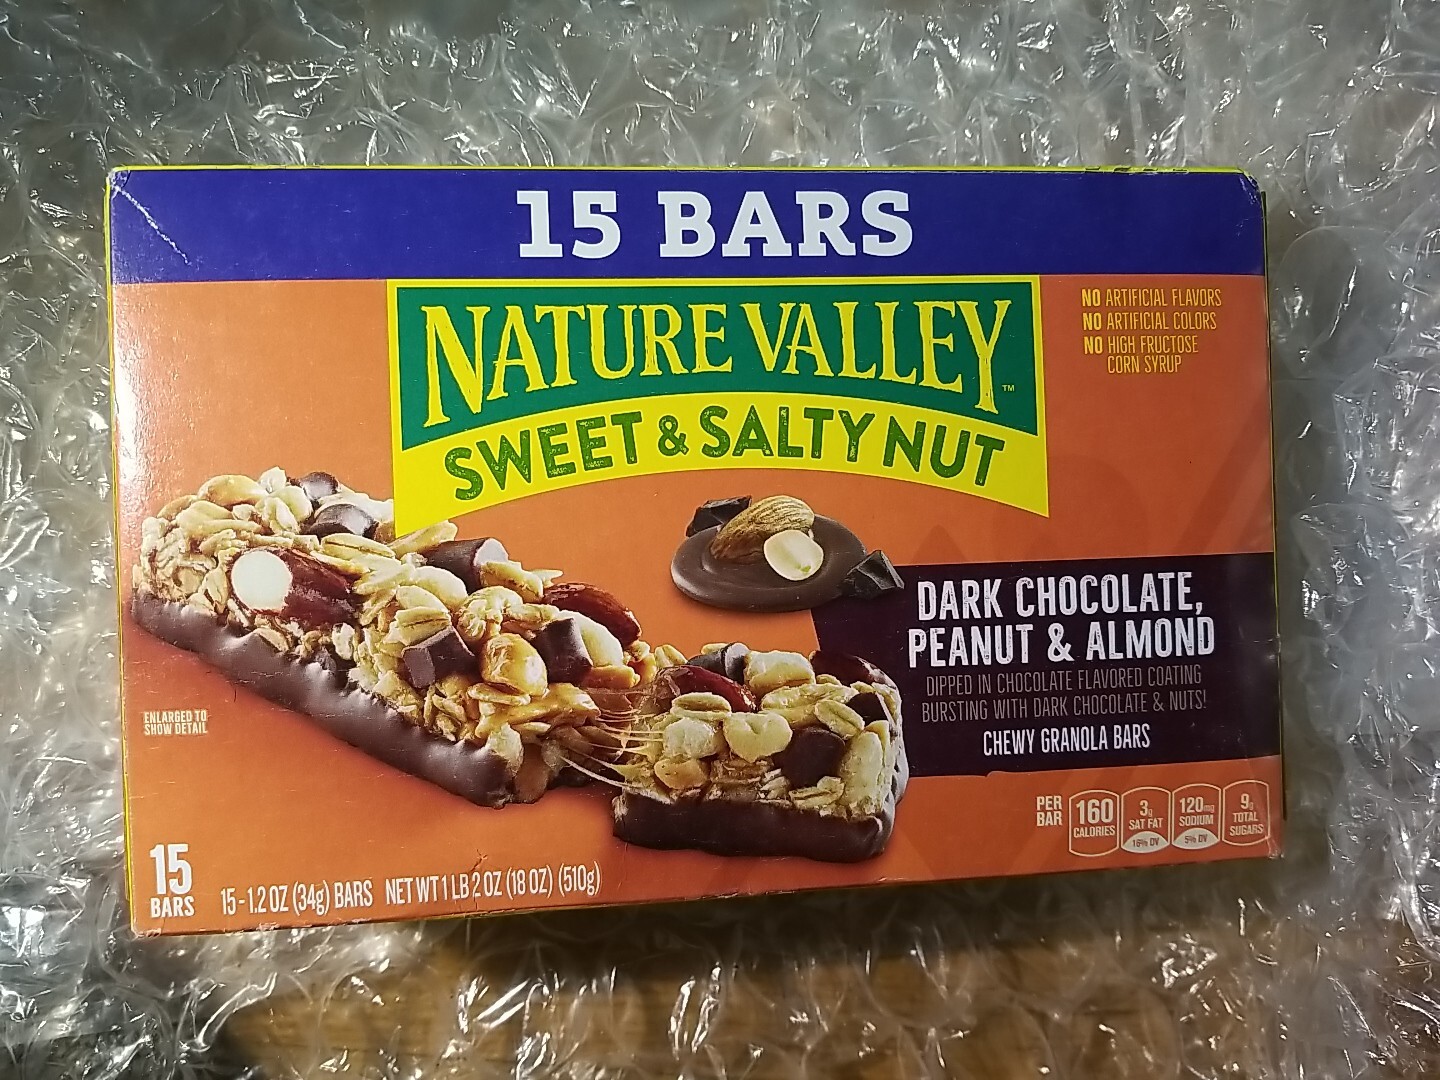 15 BARS
NATURE VALLEY™
SWEET & SALTY NUT
NO ARTIFICIAL FLAVORS
NO ARTIFICIAL COLORS
NO HIGH FRUCTOSE
CORN SYRUP
DARK CHOCOLATE,
PEANUT & ALMOND
DIPPED IN CHOCOLATE FLAVORED COATING
BURSTING WITH DARK CHOCOLATE & NUTS!
CHEWY GRANOLA BARS
ENLARGED TO
SHOW DETAIL
PER
BAR
160
CALORIES
3g
SAT FAT
16% DV
120mg
SODIUM
5% DV
9g
TOTAL
SUGARS
15
BARS
15-1.2 OZ (34g) BARS NET WT 1 LB 2 OZ (18 OZ) (510g)